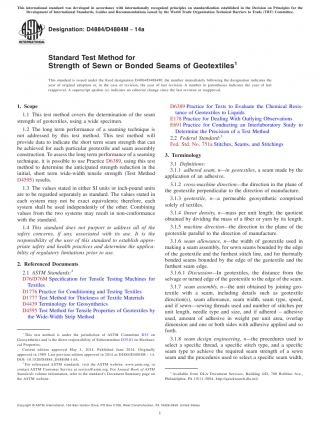 This international standard was developed in accordance with internationally recognized principles on standardization established in the Decision on Principles for the
Development of International Standards, Guides and Recommendations issued by the World Trade Organization Technical Barriers to Trade (TBT) Committee.
Designation: D4884/D4884M − 14a
Standard Test Method for
Strength of Sewn or Bonded Seams of Geotextiles1
This standard is issued under the fixed designation D4884/D4884M; the number immediately following the designation indicates the
year of original adoption or, in the case of revision, the year of last revision. A number in parentheses indicates the year of last
reapproval. A superscript epsilon (ε) indicates an editorial change since the last revision or reapproval.
1. Scope
1.1 This test method covers the determination of the seam
strength of geotextiles, using a wide specimen
1.2 The long term performance of a seaming technique is
not addressed by this test method. This test method will
provide data to indicate the short term seam strength that can
be achieved for each particular geotextile and seam assembly
construction. To assess the long term performance of a seaming
technique, it is possible to use Practice D6389, using this test
method to determine the anticipated strength reduction in the
initial, short term wide-width tensile strength (Test Method
D4595) results.
1.3 The values stated in either SI units or inch-pound units
are to be regarded separately as standard. The values stated in
each system may not be exact equivalents; therefore, each
system shall be used independently of the other. Combining
values from the two systems may result in non-conformance
with the standard.
1.4 This standard does not purport to address all of the
safety concerns, if any, associated with its use. It is the
responsibility of the user of this standard to establish appro-
priate safety and health practices and determine the applica-
bility of regulatory limitations prior to use.
2. Referenced Documents
2.1 ASTM Standards:2
D76/D76M Specification for Tensile Testing Machines for
Textiles
D1776 Practice for Conditioning and Testing Textiles
D1777 Test Method for Thickness of Textile Materials
D4439 Terminology for Geosynthetics
D4595 Test Method for Tensile Properties of Geotextiles by
the Wide-Width Strip Method
1 This test method is under the jurisdiction of ASTM Committee D35 on
Geosynthetics and is the direct responsibility of Subcommittee D35.01 on Mechani-
cal Properties.
Current edition approved May 1, 2014. Published June 2014. Originally
approved in 1989. Last previous edition approved in 2014 as
2 For referenced ASTM standards, visit the ASTM website, www.astm.org, or
contact ASTM Customer Service at service@astm.org. For Annual Book of ASTM
Standards volume information, refer to the standard's Document Summary page on
the ASTM website.
D6389 Practice for Tests to Evaluate the Chemical Resis-
tance of Geotextiles to Liquids
E178 Practice for Dealing With Outlying Observations
E691 Practice for Conducting an Interlaboratory Study to
Determine the Precision of a Test Method
2.2 Federal Standard:3
Fed. Std. No. 751a Stitches, Seams, and Stitchings
3. Terminology
3.1 Definitions:
3.1.1 adhered seam, n—in geotextiles, a seam made by the
application of an adhesive.
3.1.2 cross-machine direction—the direction in the plane of
the geotextile perpendicular to the direction of manufacture.
3.1.3 geotextile, n—a permeable geosynthetic comprised
solely of textiles.
3.1.4 linear density, n—mass per unit length; the quotient
obtained by dividing the mass of a fiber or yarn by its length.
3.1.5 machine direction—the direction in the plane of the
geotextile parallel to the direction of manufacture.
3.1.6 seam allowance, n—the width of geotextile used in
making a seam assembly, for sewn seams bounded by the edge
of the geotextile and the furthest stitch line, and for thermally
bonded seams bounded by the edge of the geotextile and the
furthest seam edge.
3.1.6.1 Discussion—In geotextiles, the distance from the
selvage or turned edge of the geotextile to the edge of the seam.
3.1.7 seam assembly, n—the unit obtained by joining geo-
textile with a seam, including details such as geotextile
direction(s), seam allowance, seam width, seam type, speed,
and if sewn—sewing threads used and number of stitches per
unit length, needle type and size, and if adhered – adhesive
used, amount of adhesive in weight per unit area, overlap
dimension and one or both sides with adhesive applied and so
forth.
3.1.8 seam design engineering, n—the procedures used to
select a specific thread, a specific stitch type, and a specific
seam type to achieve the required seam strength of a sewn
seam and the procedures used to select a specific seam width,
3 Available from DLA Document Services, Building 4/D, 700 Robbins Ave.,
Philadelphia, PA 19111-5094, http://quicksearch.dla.mil/.
Copyright © ASTM International, 100 Barr Harbor Drive, PO Box C700, West Conshohocken, PA 19428-2959. United States
1